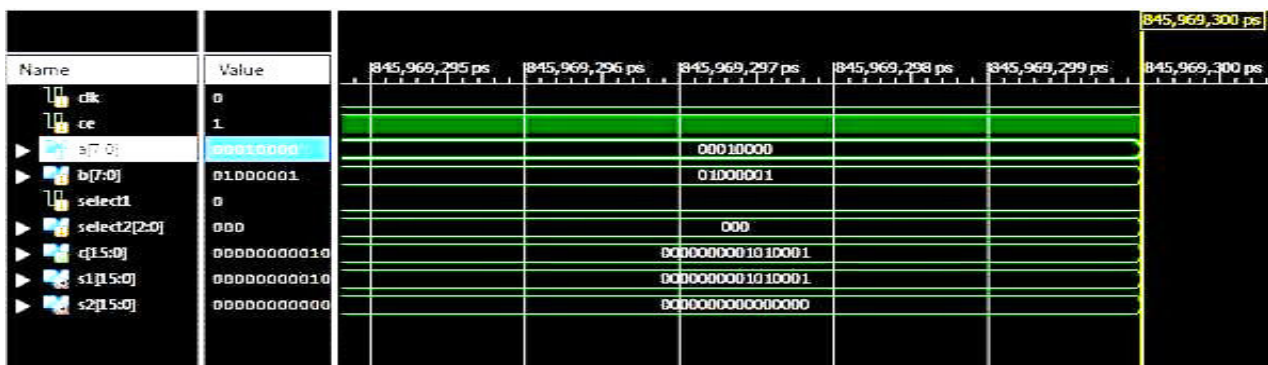 845,969,300 ps
Name Value 845,969,295 ps 845,969,296 ps 845,969,297 ps 845,969,298 ps 845,969,299 ps 845,969,300 ps
clk 0
ce 1
a[7:0] 00010000 00010000
b[7:0] 01000001 01000001
select1 0
select2[2:0] 000 000
c[15:0] 00000000010 0000000001010001
s1[15:0] 00000000010 0000000001010001
s2[15:0] 00000000000 0000000000000000